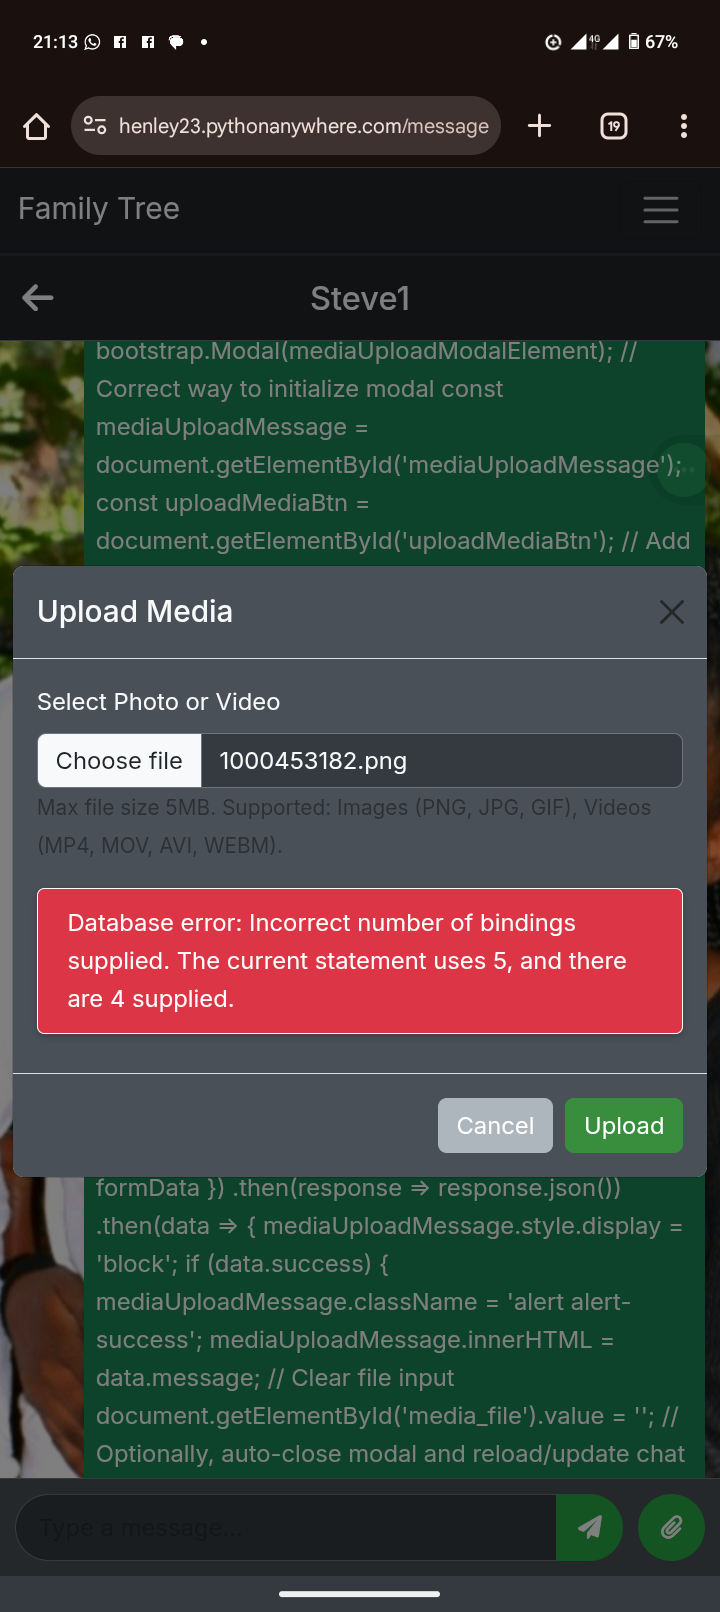 21:13
4G
67%
henley23.pythonanywhere.com/message
19
Family Tree
Steve1
bootstrap.Modal(mediaUploadModalElement); //
Correct way to initialize modal const
mediaUploadMessage =
document.getElementById('mediaUploadMessage');
const uploadMediaBtn =
document.getElementById('uploadMediaBtn'); // Add
Upload Media
Select Photo or Video
Choose file
1000453182.png
Max file size 5MB. Supported: Images (PNG, JPG, GIF), Videos
(MP4, MOV, AVI, WEBM).
Database error: Incorrect number of bindings
supplied. The current statement uses 5, and there
are 4 supplied.
Cancel
Upload
formData }) .then(response => response.json())
.then(data => { mediaUploadMessage.style.display =
'block'; if (data.success) {
mediaUploadMessage.className = 'alert alert-
success'; mediaUploadMessage.innerHTML =
data.message; // Clear file input
document.getElementById('media_file').value = ''; //
Optionally, auto-close modal and reload/update chat
Type a message...